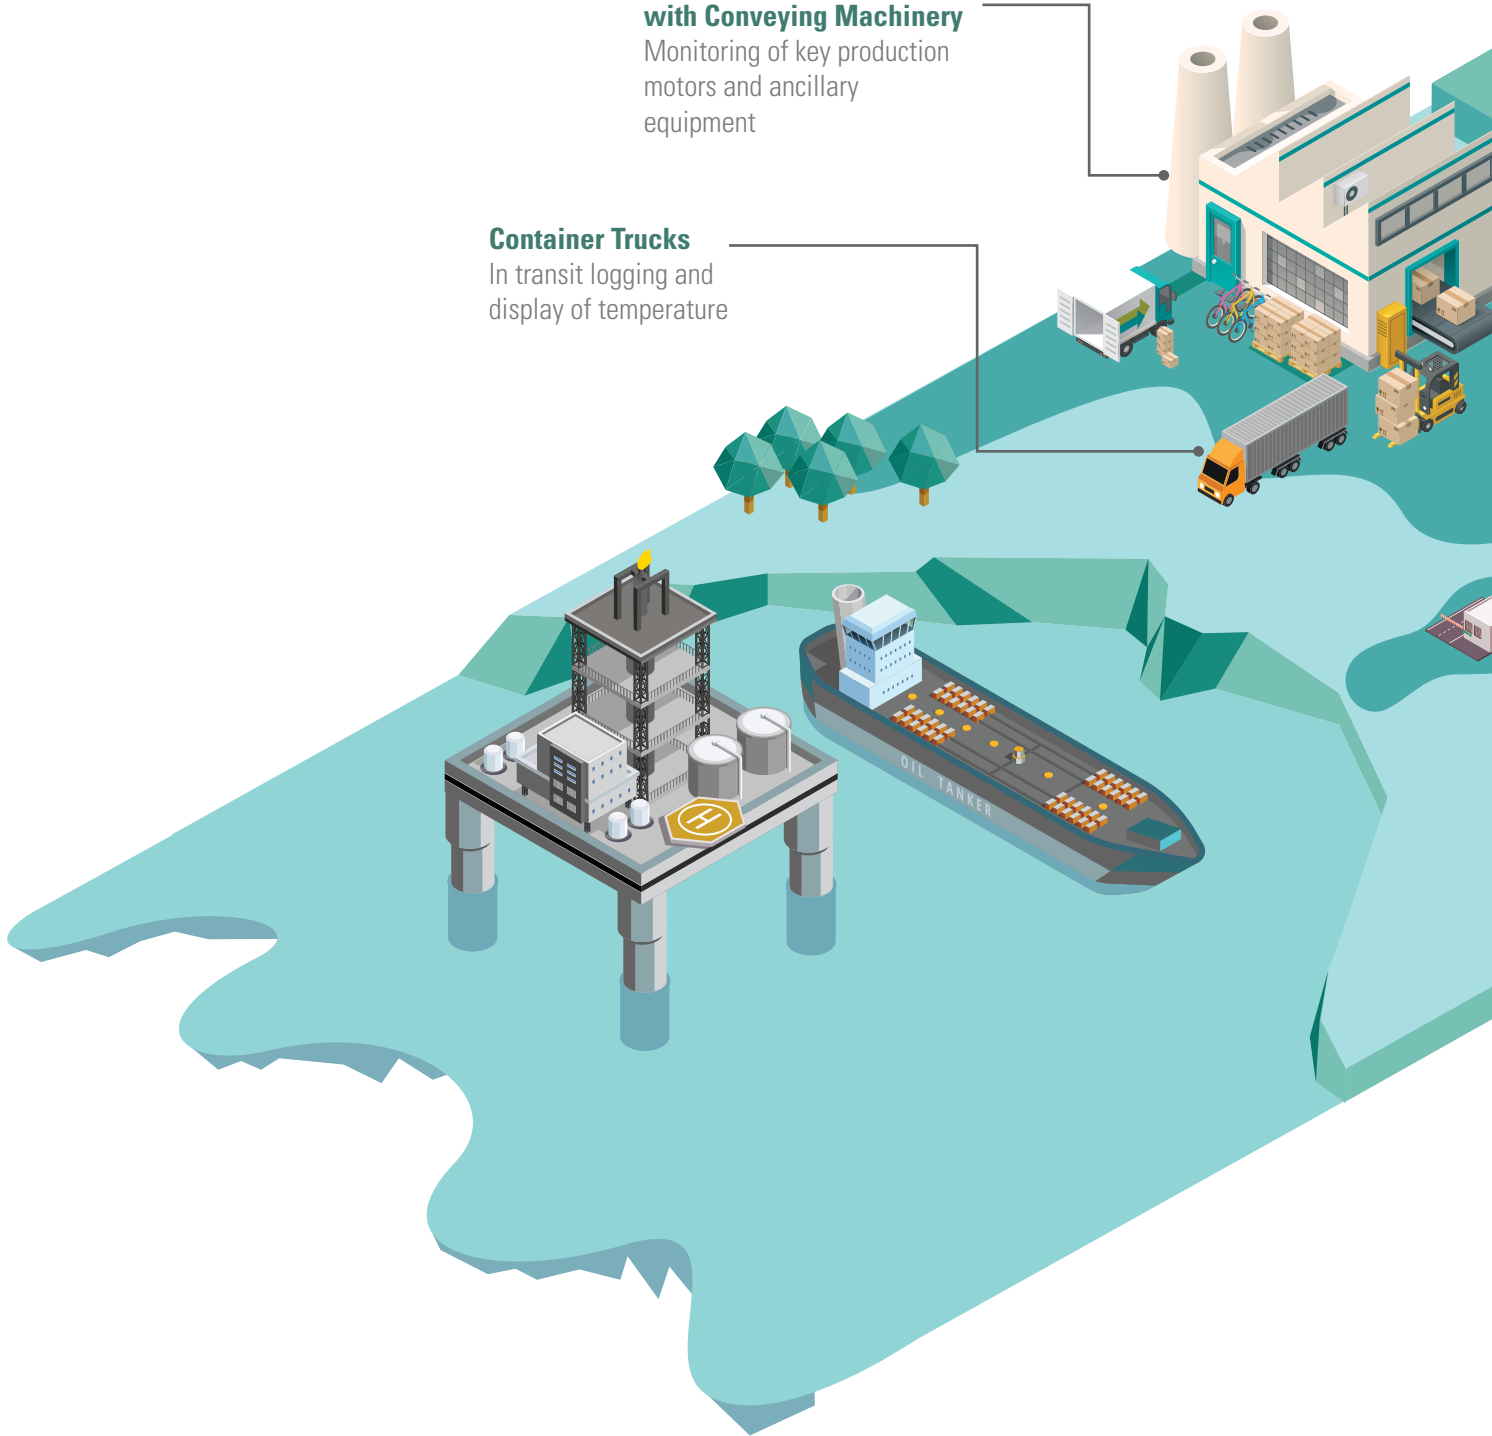 with Conveying Machinery
Monitoring of key production
motors and ancillary
equipment
Container Trucks
In transit logging and
display of temperature
OIL TANKER
H